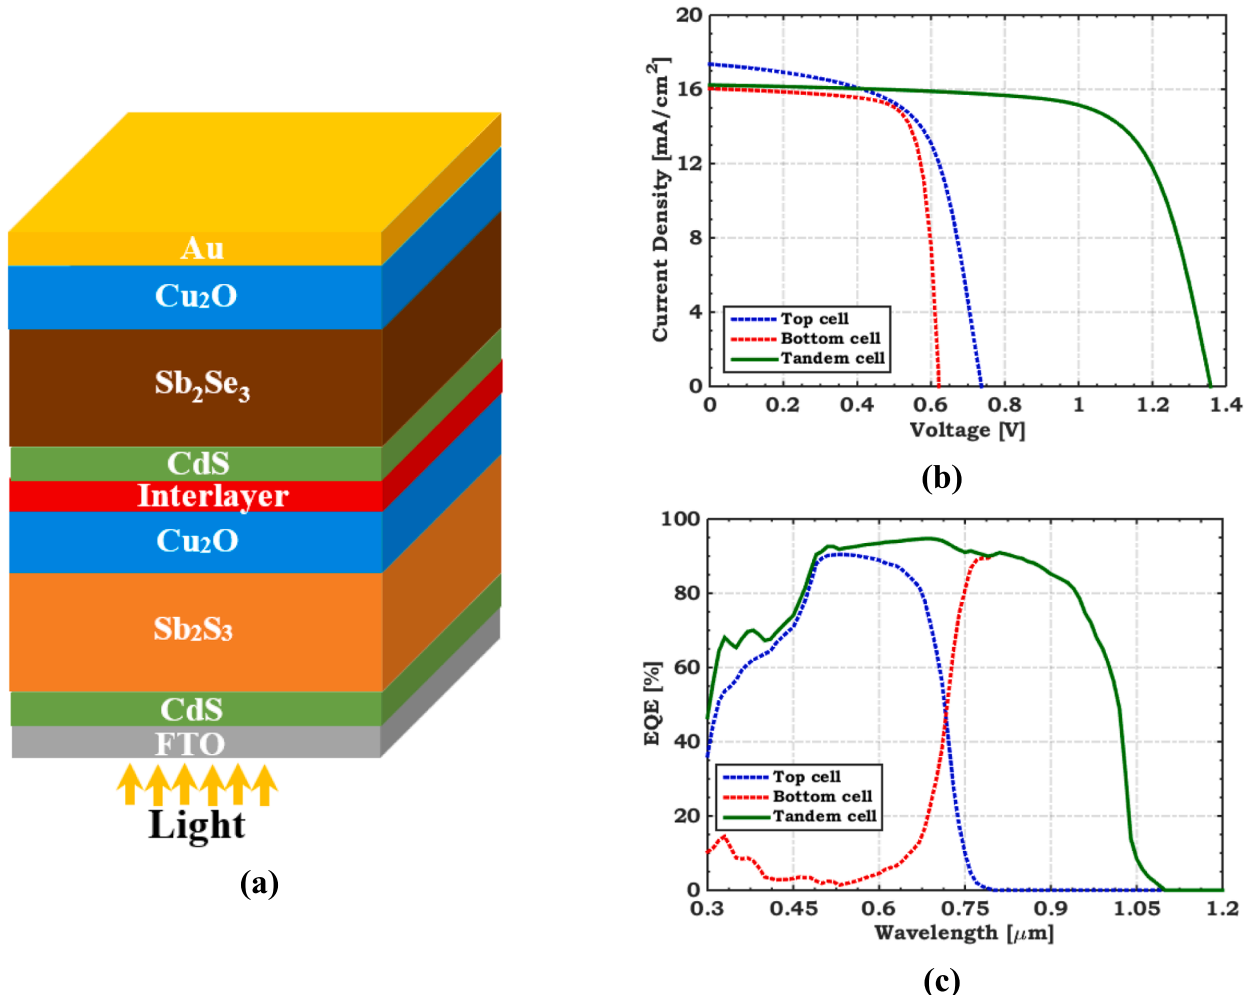 Au
Cu₂O
Sb₂Se₃
CdS
Interlayer
Cu₂O
Sb₂S₃
CdS
FTO
Light
(a)
Current Density [mA/cm²]
20
16
12
8
4
0
Top cell
Bottom cell
Tandem cell
0 0.2 0.4 0.6 0.8 1 1.2 1.4
Voltage [V]
(b)
EQE [%]
100
80
60
40
20
0
Top cell
Bottom cell
Tandem cell
0.3 0.45 0.6 0.75 0.9 1.05 1.2
Wavelength [μm]
(c)